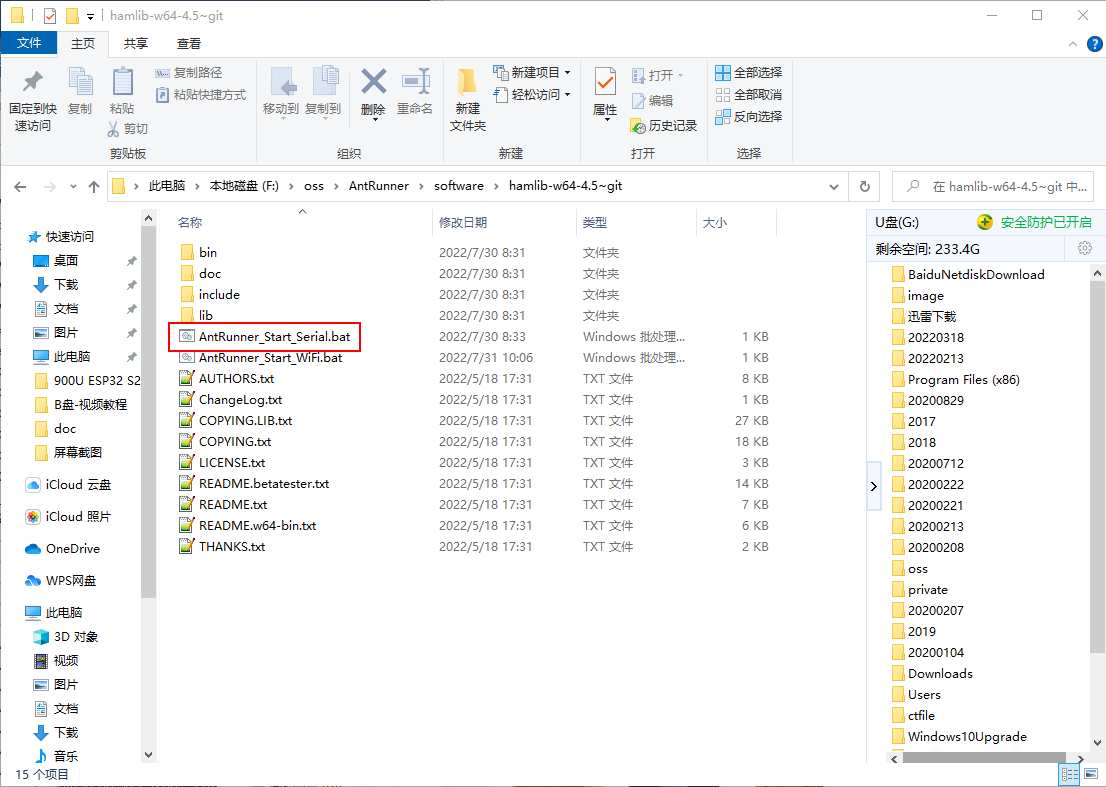 hamlib-w64-4.5~git
文件
主页
共享
查看
固定到快
速访问
复制
粘贴
复制路径
粘贴快捷方式
剪切
剪贴板
移动到
复制到
删除
重命名
组织
新建
文件夹
新建项目
轻松访问
新建
属性
打开
编辑
历史记录
打开
全部选择
全部取消
反向选择
选择
此电脑 > 本地磁盘 (F:) > oss > AntRunner > software > hamlib-w64-4.5~git
在 hamlib-w64-4.5~git 中...
快速访问
桌面
下载
文档
图片
此电脑
900U ESP32 S2
B盘-视频教程
doc
屏幕截图
iCloud 云盘
iCloud 照片
OneDrive
WPS网盘
此电脑
3D 对象
视频
图片
文档
下载
音乐
名称 修改日期 类型 大小
bin 2022/7/30 8:31 文件夹
doc 2022/7/30 8:31 文件夹
include 2022/7/30 8:31 文件夹
lib 2022/7/30 8:31 文件夹
AntRunner_Start_Serial.bat 2022/7/30 8:33 Windows 批处理... 1 KB
AntRunner_Start_WiFi.bat 2022/7/31 10:06 Windows 批处理... 1 KB
AUTHORS.txt 2022/5/18 17:31 TXT 文件 8 KB
ChangeLog.txt 2022/5/18 17:31 TXT 文件 1 KB
COPYING.LIB.txt 2022/5/18 17:31 TXT 文件 27 KB
COPYING.txt 2022/5/18 17:31 TXT 文件 18 KB
LICENSE.txt 2022/5/18 17:31 TXT 文件 3 KB
README.betatester.txt 2022/5/18 17:31 TXT 文件 14 KB
README.txt 2022/5/18 17:31 TXT 文件 7 KB
README.w64-bin.txt 2022/5/18 17:31 TXT 文件 6 KB
THANKS.txt 2022/5/18 17:31 TXT 文件 2 KB
U盘(G:) 安全防护已开启
剩余空间: 233.4G
BaiduNetdiskDownload
image
迅雷下载
20220318
20220213
Program Files (x86)
20200829
2017
2018
20200712
20200222
20200221
20200213
20200208
oss
private
20200207
2019
20200104
Downloads
Users
ctfile
Windows10Upgrade
15 个项目